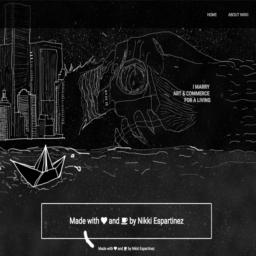 HOME ABOUT NIKKI
I MARRY
ART & COMMERCE
FOR A LIVING
Made with ♥ and ☕ by Nikki Espartinez
Made with ♥ and ☕ by Nikki Espartinez